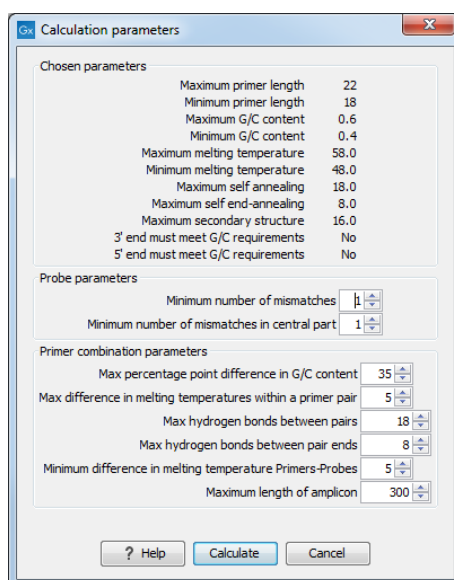 Gx Calculation parameters
Chosen parameters
Maximum primer length 22
Minimum primer length 18
Maximum G/C content 0.6
Minimum G/C content 0.4
Maximum melting temperature 58.0
Minimum melting temperature 48.0
Maximum self annealing 18.0
Maximum self end-annealing 8.0
Maximum secondary structure 16.0
3' end must meet G/C requirements No
5' end must meet G/C requirements No
Probe parameters
Minimum number of mismatches 1
Minimum number of mismatches in central part 1
Primer combination parameters
Max percentage point difference in G/C content 35
Max difference in melting temperatures within a primer pair 5
Max hydrogen bonds between pairs 18
Max hydrogen bonds between pair ends 8
Minimum difference in melting temperature Primers-Probes 5
Maximum length of amplicon 300
? Help Calculate Cancel